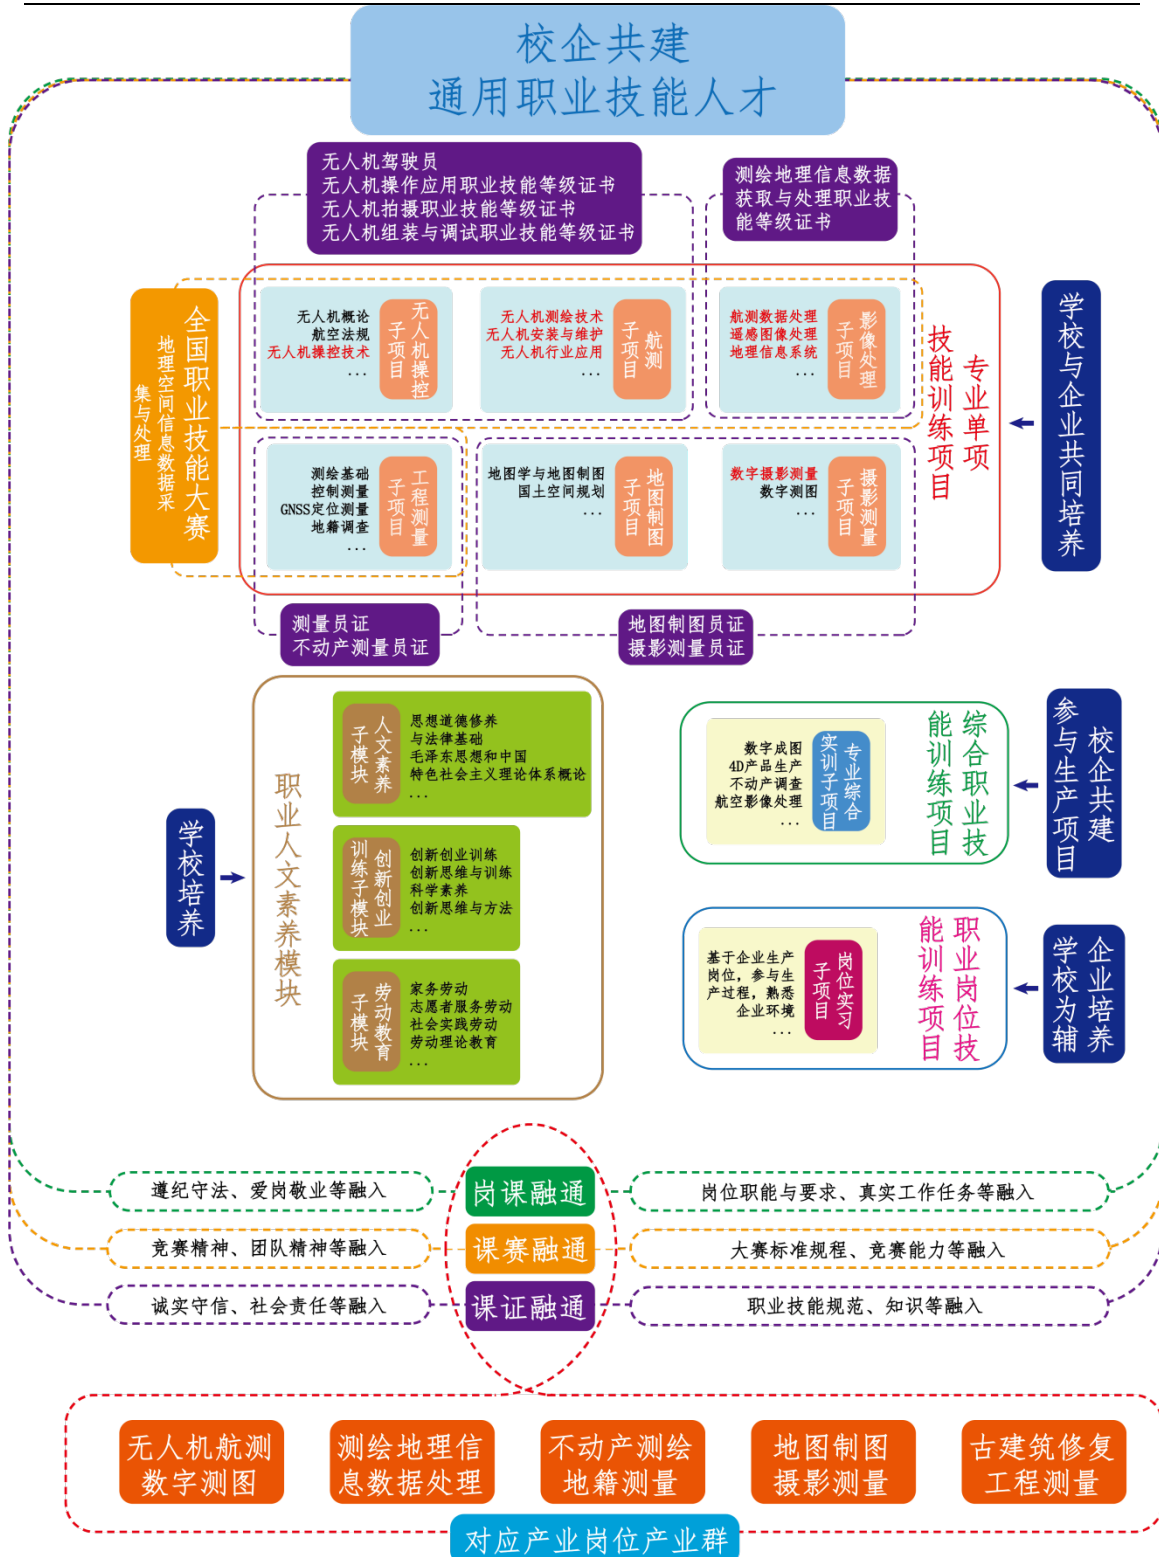 校企共建
通用职业技能人才
无人机驾驶员
无人机操作应用职业技能等级证书
无人机拍摄职业技能等级证书
无人机组装与调试职业技能等级证书
测绘地理信息数据
获取与处理职业技
能等级证书
全国职业技能大赛
地理空间信息数据采
集与处理
无人机概论
航空法规
无人机操控技术
...
无人机操控
子项目
无人机测绘技术
无人机安装与维护
无人机行业应用
...
航测
子项目
航测数据处理
遥感图像处理
地理信息系统
...
影像处理
子项目
专业单项
技能训练项目
学校与企业共同培养
测绘基础
控制测量
GNSS定位测量
地籍调查
...
工程测量
子项目
地图学与地图制图
国土空间规划
...
地图制图
子项目
数字摄影测量
数字测图
...
摄影测量
子项目
测量员证
不动产测量员证
地图制图员证
摄影测量员证
学校培养
职业人文素养模块
人文素养
子模块
思想道德修养
与法律基础
毛泽东思想和中国
特色社会主义理论体系概论
...
创新创业
训练子模块
创新创业训练
创新思维与训练
科学素养
创新思维与方法
...
劳动教育
子模块
家务劳动
志愿者服务劳动
社会实践劳动
劳动理论教育
...
数字成图
4D产品生产
不动产调查
航空影像处理
...
专业综合
实训子项目
综合职业技
能训练项目
校企共建
参与生产项目
基于企业生产
岗位，参与生
产过程，熟悉
企业环境
...
岗位实习
子项目
职业岗位技
能训练项目
企业培养
学校为辅
遵纪守法、爱岗敬业等融入
岗课融通
岗位职能与要求、真实工作任务等融入
竞赛精神、团队精神等融入
课赛融通
大赛标准规程、竞赛能力等融入
诚实守信、社会责任等融入
课证融通
职业技能规范、知识等融入
无人机航测
数字测图
测绘地理信
息数据处理
不动产测绘
地籍测量
地图制图
摄影测量
古建筑修复
工程测量
对应产业岗位产业群